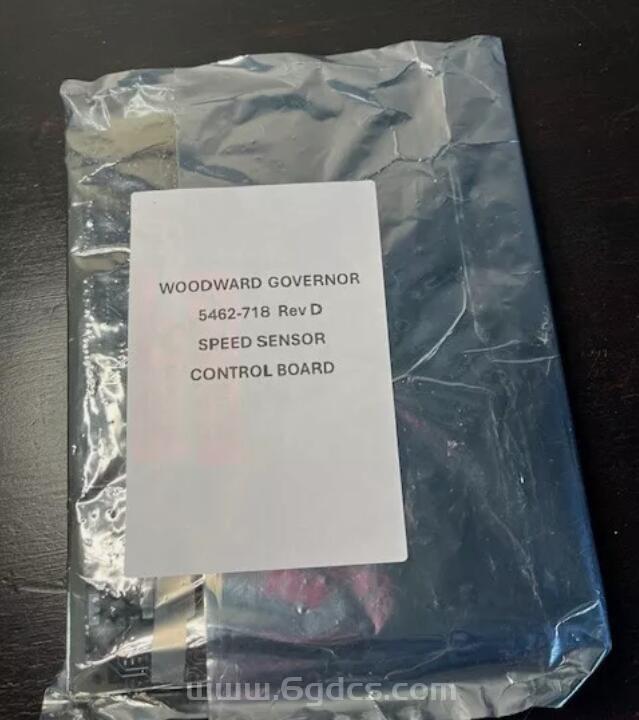 WOODWARD GOVERNOR
5462-718 Rev D
SPEED SENSOR
CONTROL BOARD
www.6gdcs.com